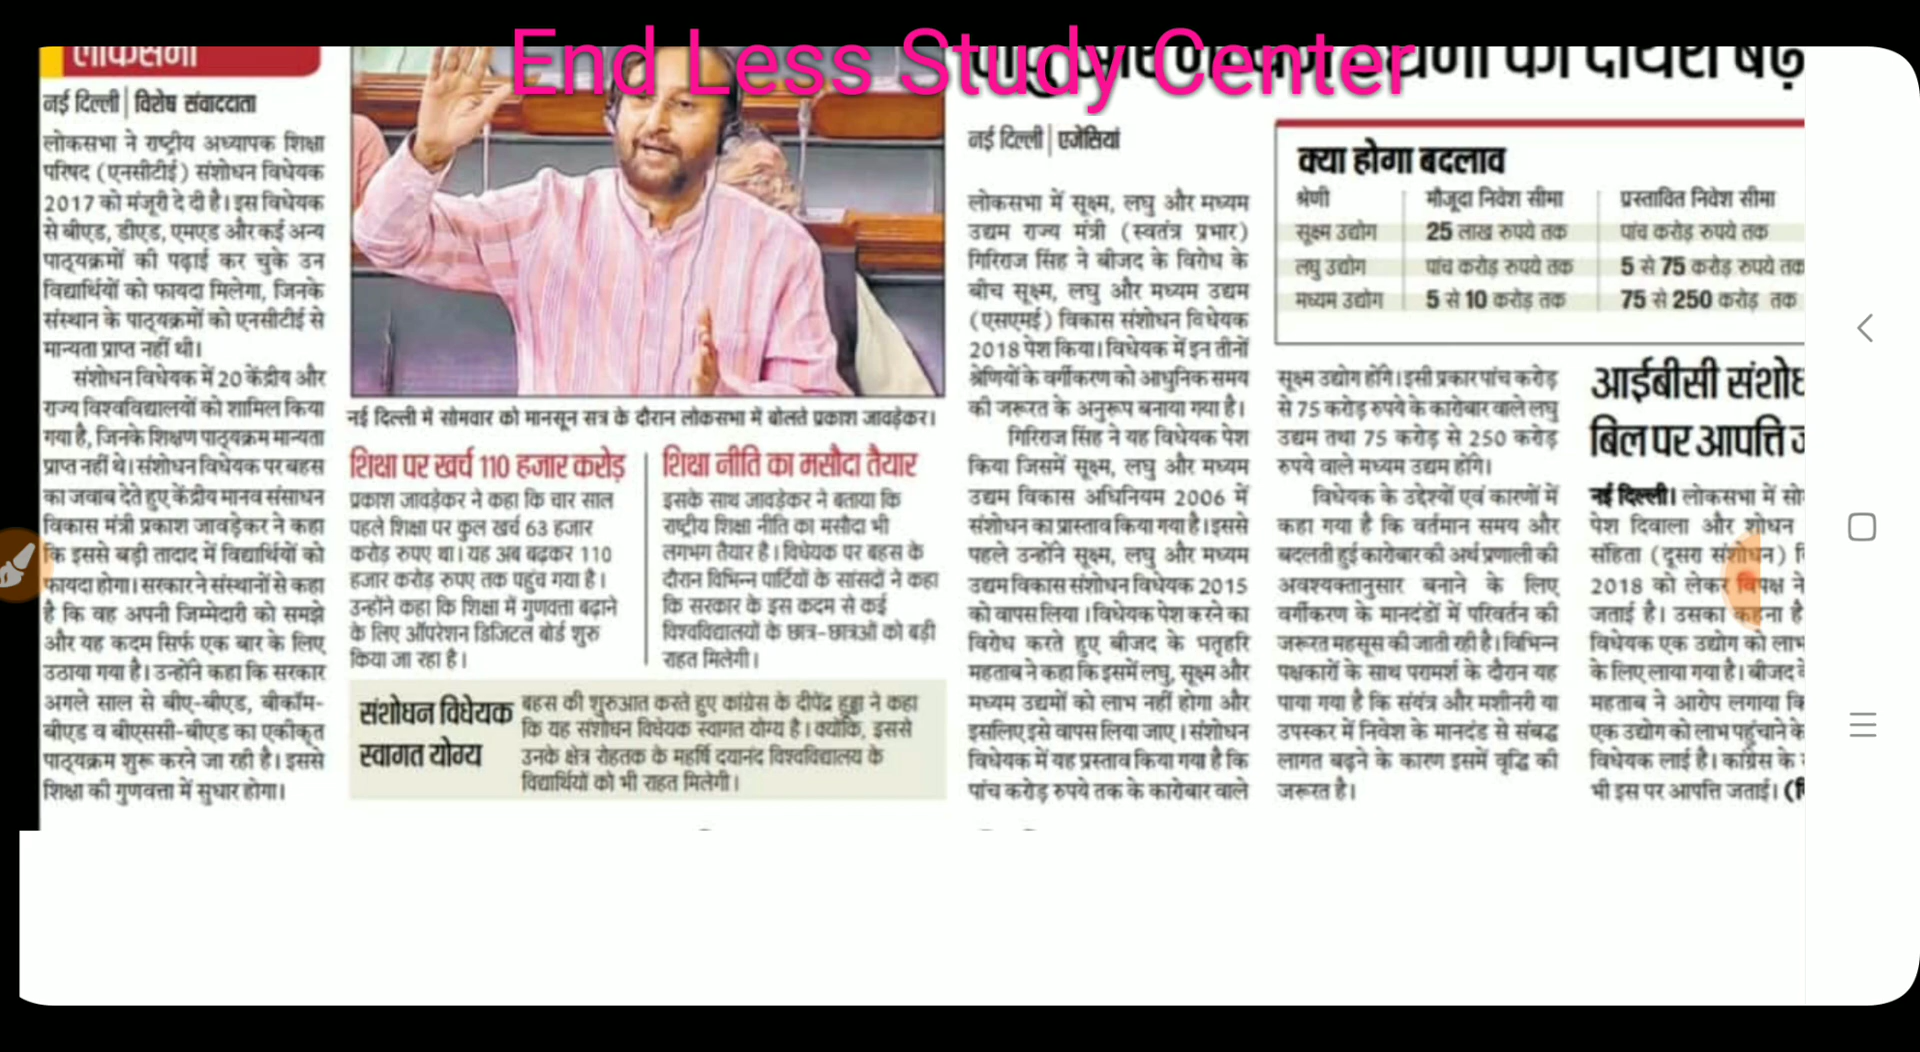 End Less Study Center
लोकसभा
नई दिल्ली | विशेष संवाददाता
लोकसभा ने राष्ट्रीय अध्यापक शिक्षा
परिषद (एनसीटीई) संशोधन विधेयक
2017 को मंजूरी दे दी है। इस विधेयक
से बीएड, डीएड, एमएड और कई अन्य
पाठ्यक्रमों की पढ़ाई कर चुके उन
विद्यार्थियों को फायदा मिलेगा, जिनके
संस्थान के पाठ्यक्रमों को एनसीटीई से
मान्यता प्राप्त नहीं थी।
संशोधन विधेयक में 20 केंद्रीय और
राज्य विश्वविद्यालयों को शामिल किया
गया है, जिनके शिक्षण पाठ्यक्रम मान्यता
प्राप्त नहीं थे। संशोधन विधेयक पर बहस
का जवाब देते हुए केंद्रीय मानव संसाधन
विकास मंत्री प्रकाश जावड़ेकर ने कहा
कि इससे बड़ी तादाद में विद्यार्थियों को
फायदा होगा। सरकार ने संस्थानों से कहा
है कि वह अपनी जिम्मेदारी को समझे
और यह कदम सिर्फ एक बार के लिए
उठाया गया है। उन्होंने कहा कि सरकार
अगले साल से बीए-बीएड, बीकॉम-
बीएड व बीएससी-बीएड का एकीकृत
पाठ्यक्रम शुरू करने जा रही है। इससे
शिक्षा की गुणवत्ता में सुधार होगा।
नई दिल्ली में सोमवार को मानसून सत्र के दौरान लोकसभा में बोलते प्रकाश जावड़ेकर।
शिक्षा पर खर्च 110 हजार करोड़
प्रकाश जावड़ेकर ने कहा कि चार साल
पहले शिक्षा पर कुल खर्च 63 हजार
करोड़ रुपए था। यह अब बढ़कर 110
हजार करोड़ रुपए तक पहुंच गया है।
उन्होंने कहा कि शिक्षा में गुणवत्ता बढ़ाने
के लिए ऑपरेशन डिजिटल बोर्ड शुरु
किया जा रहा है।
शिक्षा नीति का मसौदा तैयार
इसके साथ जावड़ेकर ने बताया कि
राष्ट्रीय शिक्षा नीति का मसौदा भी
लगभग तैयार है। विधेयक पर बहस के
दौरान विभिन्न पार्टियों के सांसदों ने कहा
कि सरकार के इस कदम से कई
विश्वविद्यालयों के छात्र-छात्राओं को बड़ी
राहत मिलेगी।
संशोधन विधेयक
स्वागत योग्य
बहस की शुरुआत करते हुए कांग्रेस के दीपेंद्र हुड्डा ने कहा
कि यह संशोधन विधेयक स्वागत योग्य है। क्योंकि, इससे
उनके क्षेत्र रोहतक के महर्षि दयानंद विश्वविद्यालय के
विद्यार्थियों को भी राहत मिलेगी।
का दायरा बढ़
नई दिल्ली | एजेंसियां
लोकसभा में सूक्ष्म, लघु और मध्यम
उद्यम राज्य मंत्री (स्वतंत्र प्रभार)
गिरिराज सिंह ने बीजद के विरोध के
बीच सूक्ष्म, लघु और मध्यम उद्यम
(एसएमई) विकास संशोधन विधेयक
2018 पेश किया। विधेयक में इन तीनों
श्रेणियों के वर्गीकरण को आधुनिक समय
की जरूरत के अनुरूप बनाया गया है।
गिरिराज सिंह ने यह विधेयक पेश
किया जिसमें सूक्ष्म, लघु और मध्यम
उद्यम विकास अधिनियम 2006 में
संशोधन का प्रास्ताव किया गया है। इससे
पहले उन्होंने सूक्ष्म, लघु और मध्यम
उद्यम विकास संशोधन विधेयक 2015
को वापस लिया। विधेयक पेश करने का
विरोध करते हुए बीजद के भतृहरि
महताब ने कहा कि इसमें लघु, सूक्ष्म और
मध्यम उद्यमों को लाभ नहीं होगा और
इसलिए इसे वापस लिया जाए। संशोधन
विधेयक में यह प्रस्ताव किया गया है कि
पांच करोड़ रुपये तक के कारोबार वाले
क्या होगा बदलाव
श्रेणी मौजूदा निवेश सीमा प्रस्तावित निवेश सीमा
सूक्ष्म उद्योग 25 लाख रुपये तक पांच करोड़ रुपये तक
लघु उद्योग पांच करोड़ रुपये तक 5 से 75 करोड़ रुपये तक
मध्यम उद्योग 5 से 10 करोड़ तक 75 से 250 करोड़ तक
सूक्ष्म उद्योग होंगे। इसी प्रकार पांच करोड़
से 75 करोड़ रुपये के कारोबार वाले लघु
उद्यम तथा 75 करोड़ से 250 करोड़
रुपये वाले मध्यम उद्यम होंगे।
विधेयक के उद्देश्यों एवं कारणों में
कहा गया है कि वर्तमान समय और
बदलती हुई कारोबार की अर्थ प्रणाली की
अवश्यक्तानुसार बनाने के लिए
वर्गीकरण के मानदंडों में परिवर्तन की
जरूरत महसूस की जाती रही है। विभिन्न
पक्षकारों के साथ परामर्श के दौरान यह
पाया गया है कि संयंत्र और मशीनरी या
उपस्कर में निवेश के मानदंड से संबद्ध
लागत बढ़ने के कारण इसमें वृद्धि की
जरूरत है।
आईबीसी संशोध
बिल पर आपत्ति ज
नई दिल्ली। लोकसभा में सो
पेश दिवाला और शोधन
संहिता (दूसरा संशोधन) वि
2018 को लेकर विपक्ष ने
जताई है। उसका कहना है
विधेयक एक उद्योग को लाभ
के लिए लाया गया है। बीजद के
महताब ने आरोप लगाया कि
एक उद्योग को लाभ पहुंचाने के
विधेयक लाई है। कांग्रेस के
भी इस पर आपत्ति जताई।